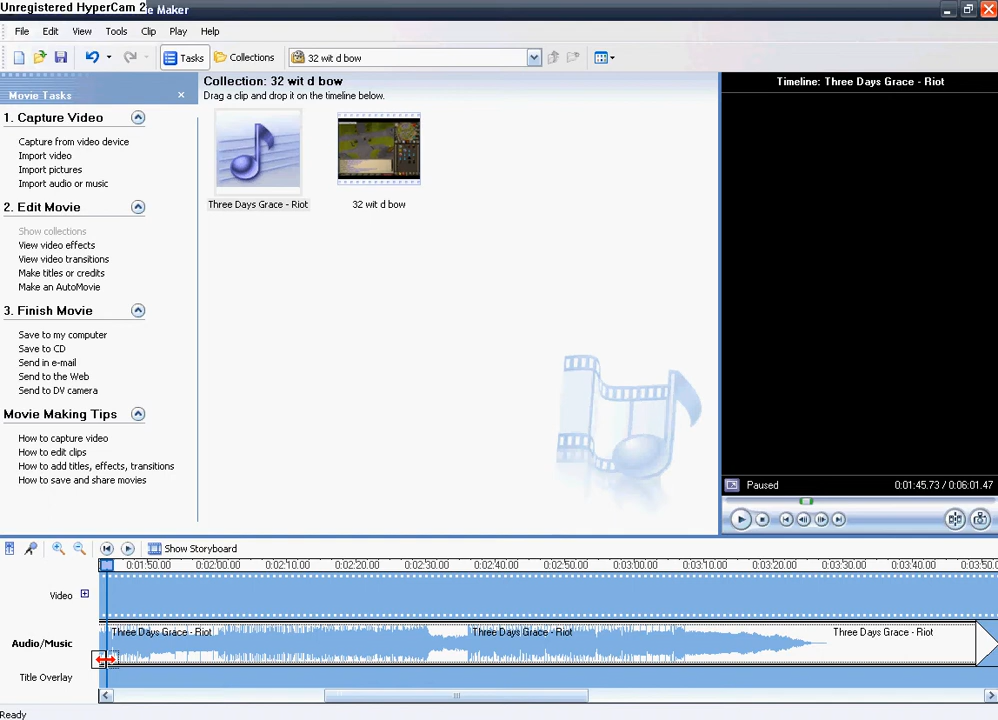 Unregistered HyperCam 2
e Maker
File Edit View Tools Clip Play Help
Tasks Collections 32 wit d bow
Movie Tasks
Collection: 32 wit d bow
Drag a clip and drop it on the timeline below.
Timeline: Three Days Grace - Riot
1. Capture Video
Capture from video device
Import video
Import pictures
Import audio or music
2. Edit Movie
Show collections
View video effects
View video transitions
Make titles or credits
Make an AutoMovie
3. Finish Movie
Save to my computer
Save to CD
Send in e-mail
Send to the Web
Send to DV camera
Movie Making Tips
How to capture video
How to edit clips
How to add titles, effects, transitions
How to save and share movies
Three Days Grace - Riot
32 wit d bow
Paused 0:01:45.73 / 0:06:01.47
Show Storyboard
0:01:50.00 0:02:00.00 0:02:10.00 0:02:20.00 0:02:30.00 0:02:40.00 0:02:50.00 0:03:00.00 0:03:10.00 0:03:20.00 0:03:30.00 0:03:40.00 0:03:50.
Video
Audio/Music
Three Days Grace - Riot Three Days Grace - Riot Three Days Grace - Riot
Title Overlay
Ready